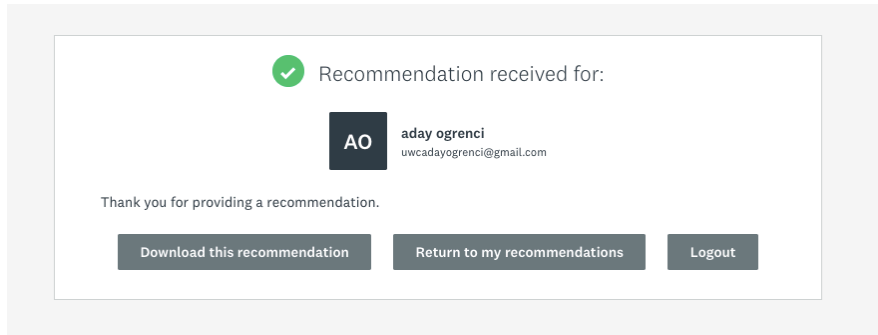 Recommendation received for:
AO
aday ogrenci
uwcadayogrenci@gmail.com
Thank you for providing a recommendation.
Download this recommendation
Return to my recommendations
Logout